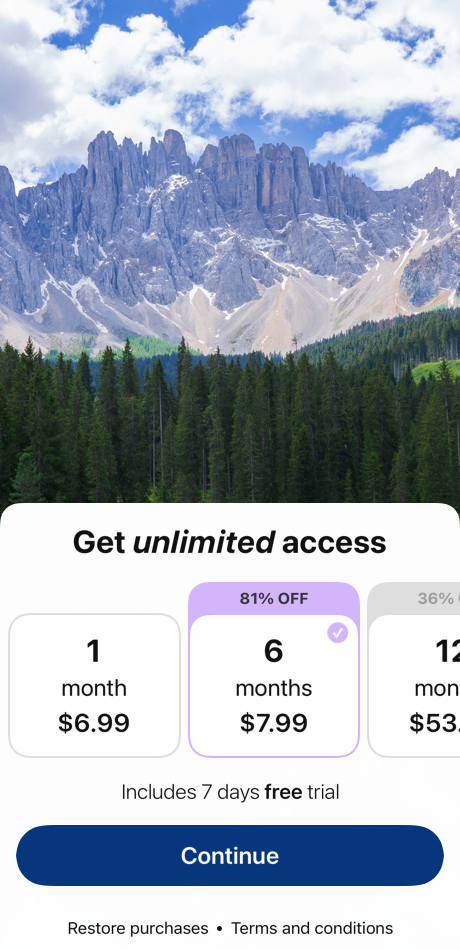 Get unlimited access
81% OFF
36%
1
month
$6.99
6
months
$7.99
Includes 7 days free trial
Continue
Restore purchases • Terms and conditions